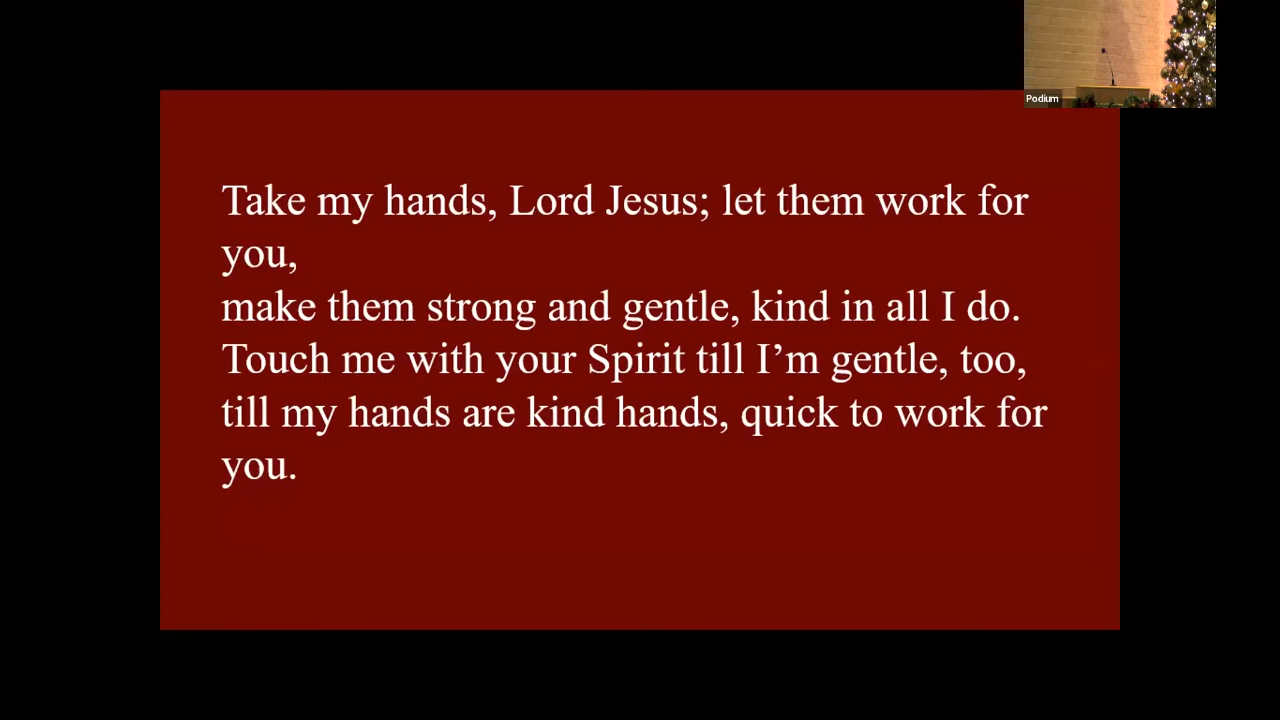 Podium
Take my hands, Lord Jesus; let them work for
you,
make them strong and gentle, kind in all I do.
Touch me with your Spirit till I’m gentle, too,
till my hands are kind hands, quick to work for
you.